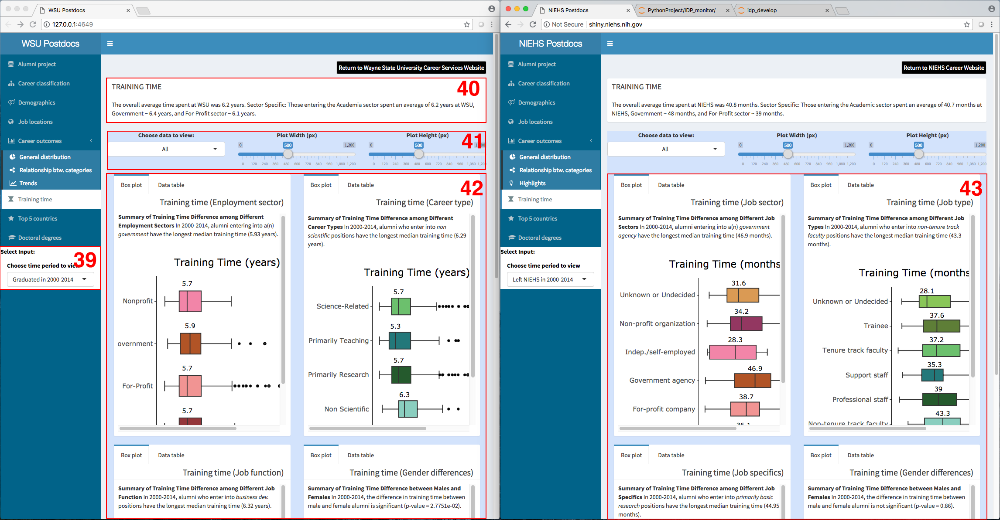 WSU Postdocs
127.0.0.1:4649
WSU Postdocs
Alumni project
Career classification
Demographics
Job locations
Career outcomes
General distribution
Relationship btw. categories
Trends
Training time
Top 5 countries
Doctoral degrees
Select Input:
39
Choose time period to view
Graduated in 2000-2014
Return to Wayne State University Career Services Website
TRAINING TIME
40
The overall average time spent at WSU was 6.2 years. Sector Specific: Those entering the Academia sector spent an average of 6.2 years at WSU,
Government ~ 6.4 years, and For-Profit sector ~ 6.1 years.
Choose data to view:
All
Plot Width (px)
0 500 1,200
0 120 240 360 480 600 720 840 960 1,080 1,200
Plot Height (px)
41
0 500 1,200
0 120 240 360 480 600 720 840 960 1,080 1,200
Box plot Data table
Training time (Enployment sector)
Summary of Training Time Difference among Different
Employment Sectors In 2000-2014, alumni entering into a(n)
government have the longest median training time (5.93 years).
Training Time (years)
5.7
Nonprofit
5.9
overnment
5.7
For-Profit
5.7
42
Box plot Data table
Training time (Career type)
Summary of Training Time Difference among Different
Career Types In 2000-2014, alumni who enter into non
scientific positions have the longest median training time (6.29
years).
Training Time (years)
5.7
Science-Related
5.3
Primarily Teaching
5.7
Primarily Research
6.3
Non Scientific
Box plot Data table
Training time (Job function)
Summary of Training Time Difference among Different Job
Function In 2000-2014, alumni who enter into business dev.
positions have the longest median training time (6.32 years).
Box plot Data table
Training time (Gender differences)
Summary of Training Time Difference between Males and
Females In 2000-2014, the difference in training time between
male and female alumni is significant (p-value = 2.7751e-02).
NIEHS Postdocs
PythonProject/IDP_monitor/
idp_develop
Not Secure shiny.niehs.nih.gov
NIEHS Postdocs
Alumni project
Career classification
Demographics
Job locations
Career outcomes
General distribution
Relationship btw. categories
Highlights
Training time
Top 5 countries
Doctoral degrees
Select Input:
Choose time period to view
Left NIEHS in 2000-2014
Return to NIEHS Career Website
TRAINING TIME
The overall average time spent at NIEHS was 40.8 months. Sector Specific: Those entering the Academic sector spent an average of 40.7 months at
NIEHS, Government ~ 48 months, and For-Profit sector ~ 39 months.
Choose data to view:
All
Plot Width (px)
0 500 1,200
0 120 240 360 480 600 720 840 960 1,080 1,200
Plot Height (px)
0 500 1,200
0 120 240 360 480 600 720 840 960 1,080 1,200
Box plot Data table
Training time (Job sector)
Summary of Training Time Difference among Different Job
Sectors In 2000-2014, alumni entering into a(n) government
agency have the longest median training time (46.9 months).
Training Time (months
31.6
Unknown or Undecided
34.2
Non-profit organization
28.3
Indep./self-employed
46.9
Government agency
38.7
For-profit company
36.1
43
Box plot Data table
Training time (Job type)
Summary of Training Time Difference among Different Job
Types In 2000-2014, alumni who enter into non-tenure track
faculty positions have the longest median training time (43.3
months).
Training Time (months
28.1
Unknown or Undecided
37.6
Trainee
37.2
Tenure track faculty
35.3
Support staff
39
Professional staff
43.3
Non-tenure track faculty
Box plot Data table
Training time (Job specifics)
Summary of Training Time Difference among Different Job
Specifics In 2000-2014, alumni who enter into primarily basic
research positions have the longest median training time (44.95
months).
Box plot Data table
Training time (Gender differences)
Summary of Training Time Difference between Males and
Females In 2000-2014, the difference in training time between
male and female alumni is not significant (p-value = 0.86).